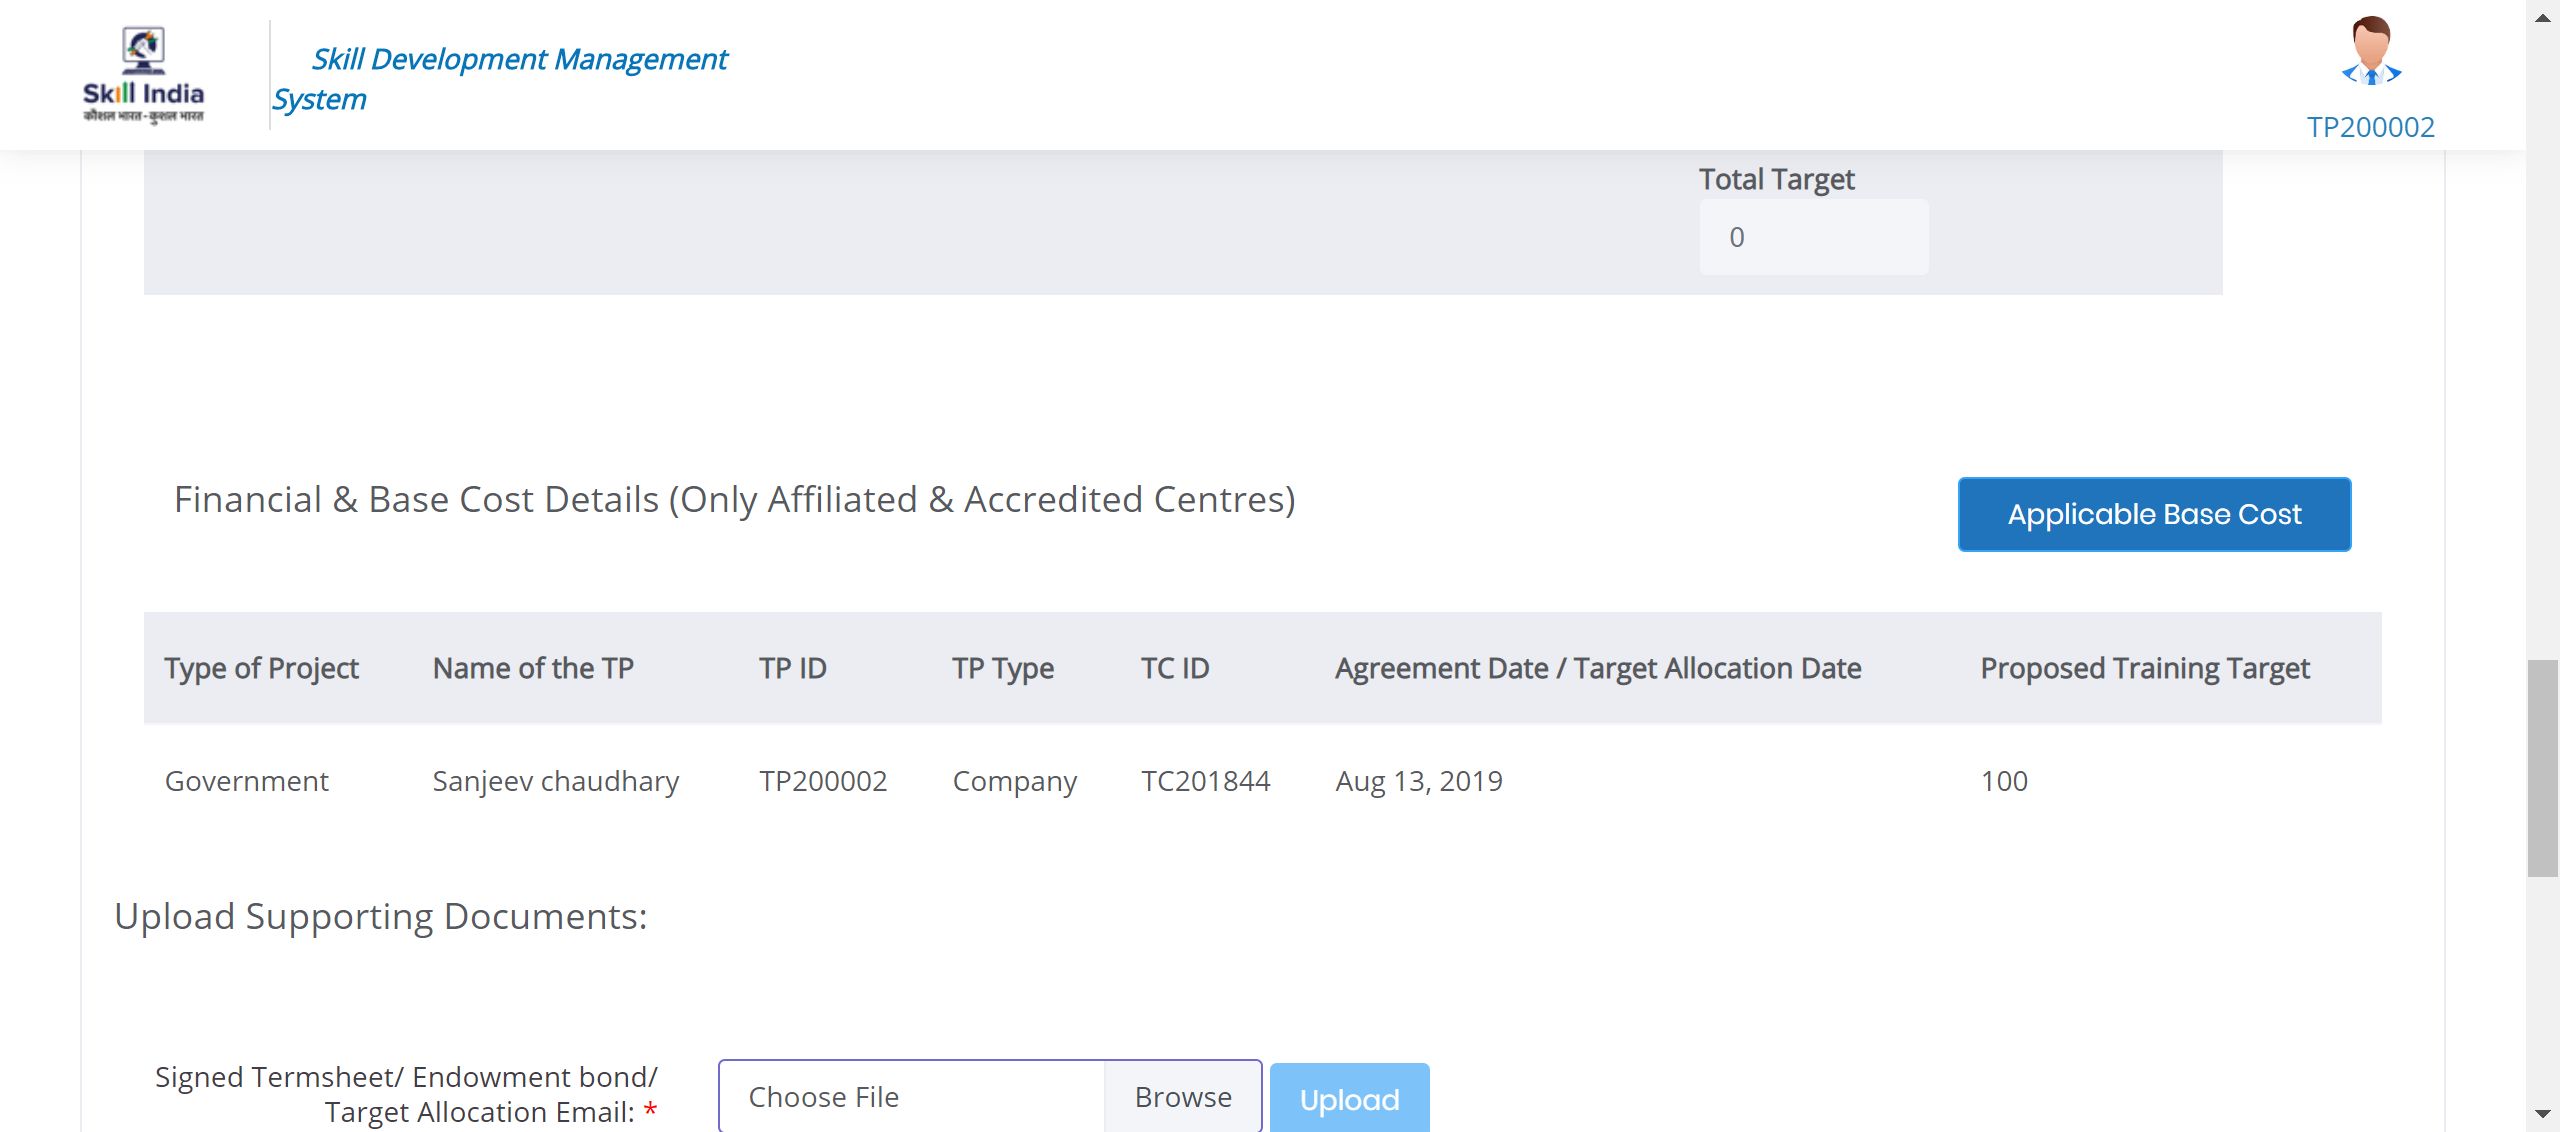 Skill India
कौशल भारत-कुशल भारत
Skill Development Management
System
TP200002
Total Target
0
Financial & Base Cost Details (Only Affiliated & Accredited Centres)
Applicable Base Cost
Type of Project Name of the TP TP ID TP Type TC ID Agreement Date / Target Allocation Date Proposed Training Target
Government Sanjeev chaudhary TP200002 Company TC201844 Aug 13, 2019 100
Upload Supporting Documents:
Signed Termsheet/ Endowment bond/
Target Allocation Email: *
Choose File Browse Upload